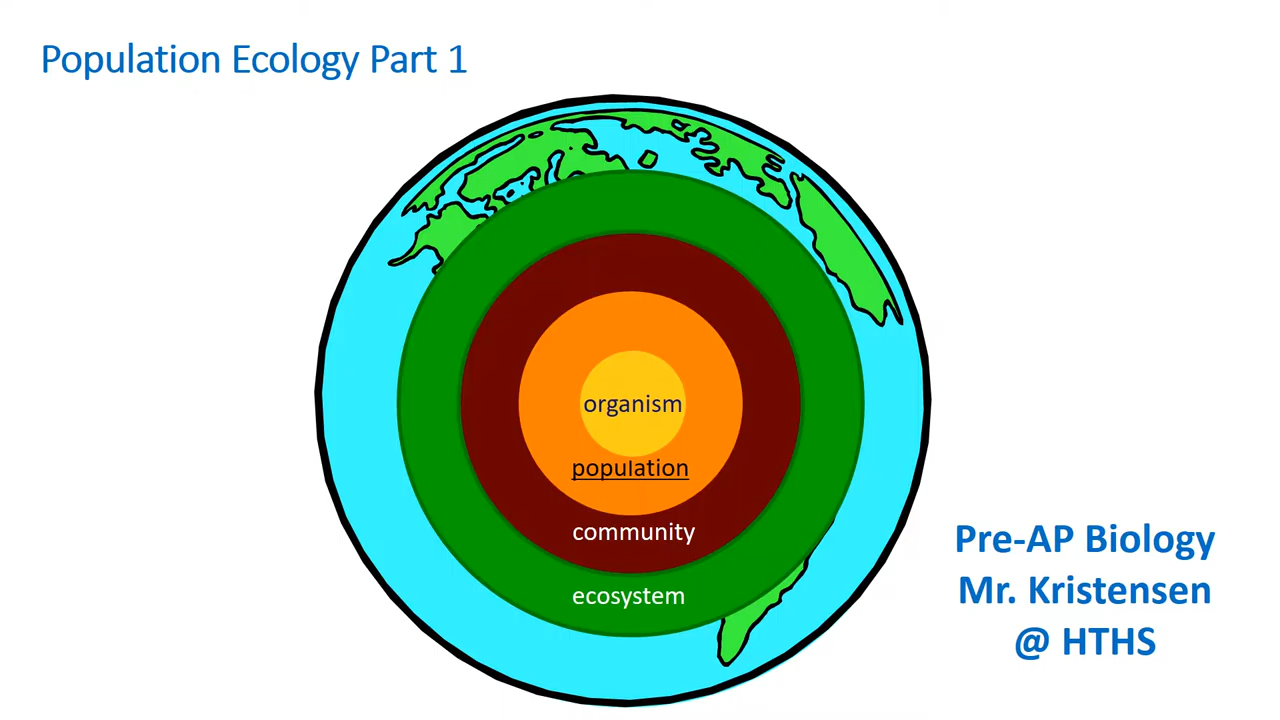 Population Ecology Part 1
organism
population
community
ecosystem
Pre-AP Biology
Mr. Kristensen
@ HTHS